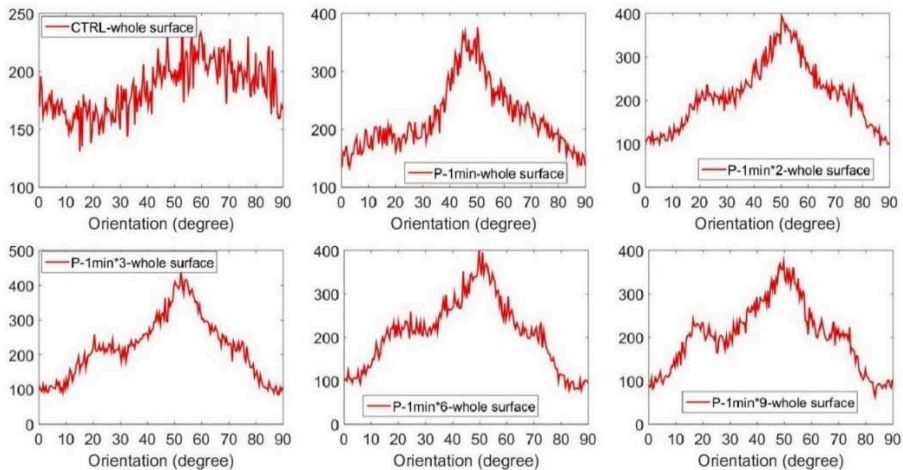 CTRL-whole surface
250
200
150
100
0 10 20 30 40 50 60 70 80 90
Orientation (degree)
P-1min-whole surface
400
300
200
100
0 10 20 30 40 50 60 70 80 90
Orientation (degree)
P-1min*2-whole surface
400
300
200
100
0
0 10 20 30 40 50 60 70 80 90
Orientation (degree)
P-1min*3-whole surface
500
400
300
200
100
0
0 10 20 30 40 50 60 70 80 90
Orientation (degree)
P-1min*6-whole surface
400
300
200
100
0
0 10 20 30 40 50 60 70 80 90
Orientation (degree)
P-1min*9-whole surface
400
300
200
100
0
0 10 20 30 40 50 60 70 80 90
Orientation (degree)